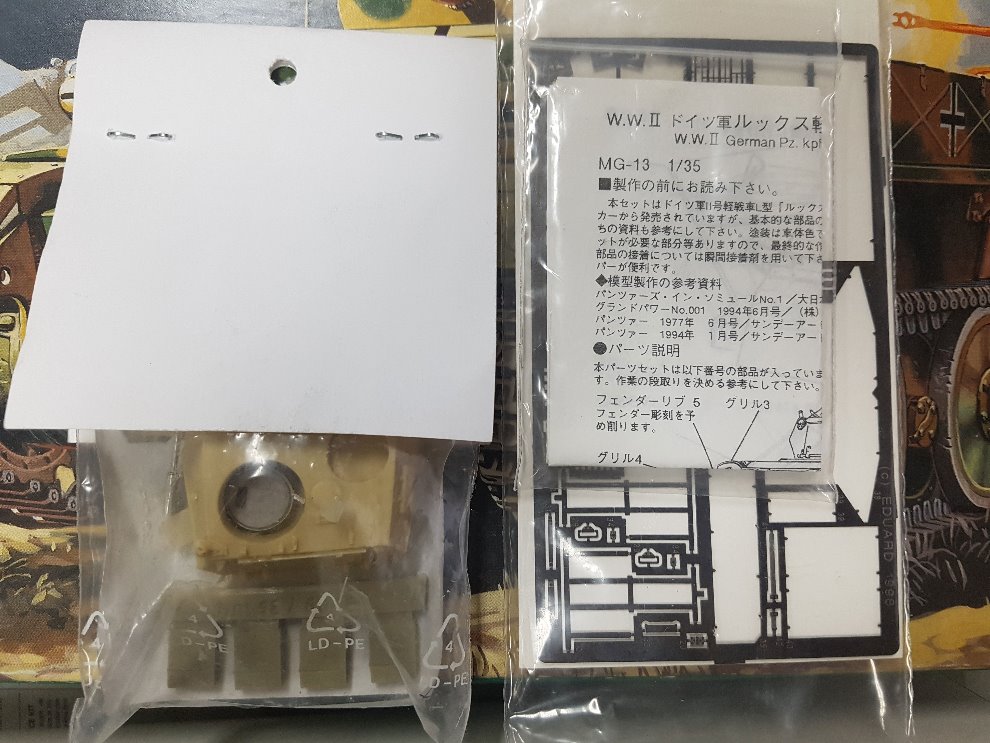 W.W.II ドイツ軍ルックス軽
W.W.II German Pz. kpf
MG-13 1/35
■製作の前にお読み下さい。
本セットはドイツ軍II号軽戦車L型「ルックス
カーから発売されていますが、基本的な部品の
ちの資料も参考にして下さい。塗装は車体色で
ットが必要な部分等ありますので、最終的な作
部品の接着については瞬間接着剤を用いて下さ
パーが便利です。
◆模型製作の参考資料
パンツァーズ・イン・ソミュールNo.1／大日
グランドパワーNo.001 1994年6月号／（株）
パンツァー 1977年 6月号／サンデーアー
パンツァー 1994年 1月号／サンデーアー
●パーツ説明
本パーツセットは以下番号の部品が入っていま
す。作業の段取りを決める参考にして下さい。
フェンダーリブ 5 グリル3
フェンダー彫刻を予
め削ります。
グリル4
(C) EDUARD
4
LD-PE
4
LD-PE
4
LD-PE